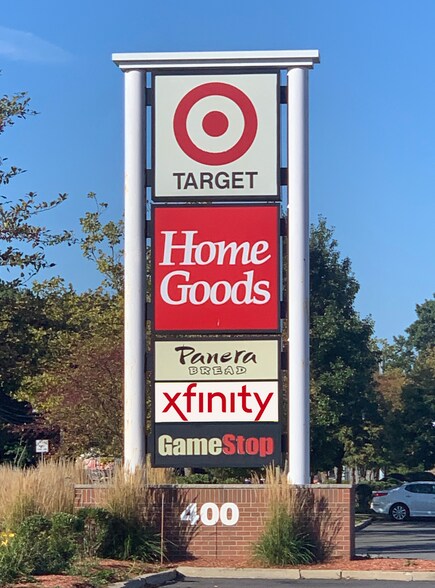 TARGET
Home
Goods
Panera
BREAD
xfinity
GameStop
400